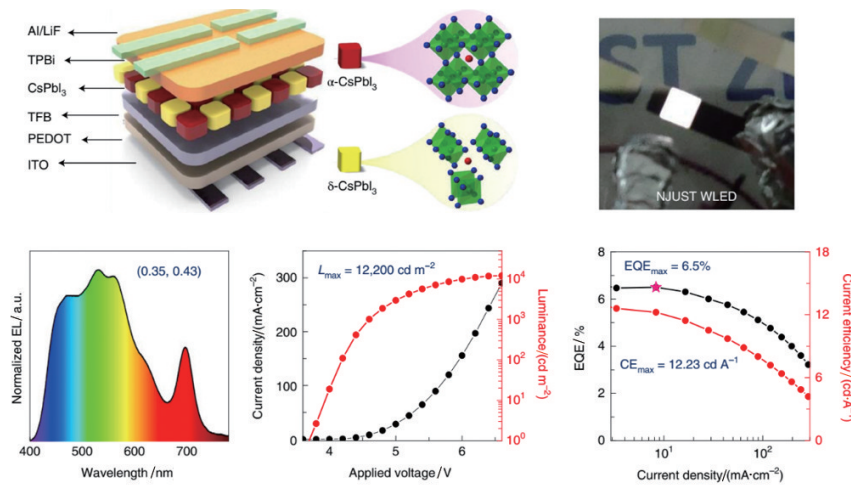 Al/LiF
TPBi
CsPbI₃
TFB
PEDOT
ITO
α-CsPbI₃
δ-CsPbI₃
ST
NJUST WLED
Normalized EL/ a.u.
(0.35, 0.43)
400 500 600 700
Wavelength/nm
Current density/(mA·cm⁻²)
300
200
100
0
Lmax = 12,200 cd m⁻²
10⁴
10³
10²
10¹
10⁰
Luminance/(cd m⁻²)
4 5 6
Applied voltage/V
EQE/ %
8
6
4
2
0
EQEmax = 6.5%
CEmax = 12.23 cd A⁻¹
18
15
12
9
6
3
0
Current efficiency/(cd·A⁻¹)
10¹ 10²
Current density/(mA·cm⁻²)